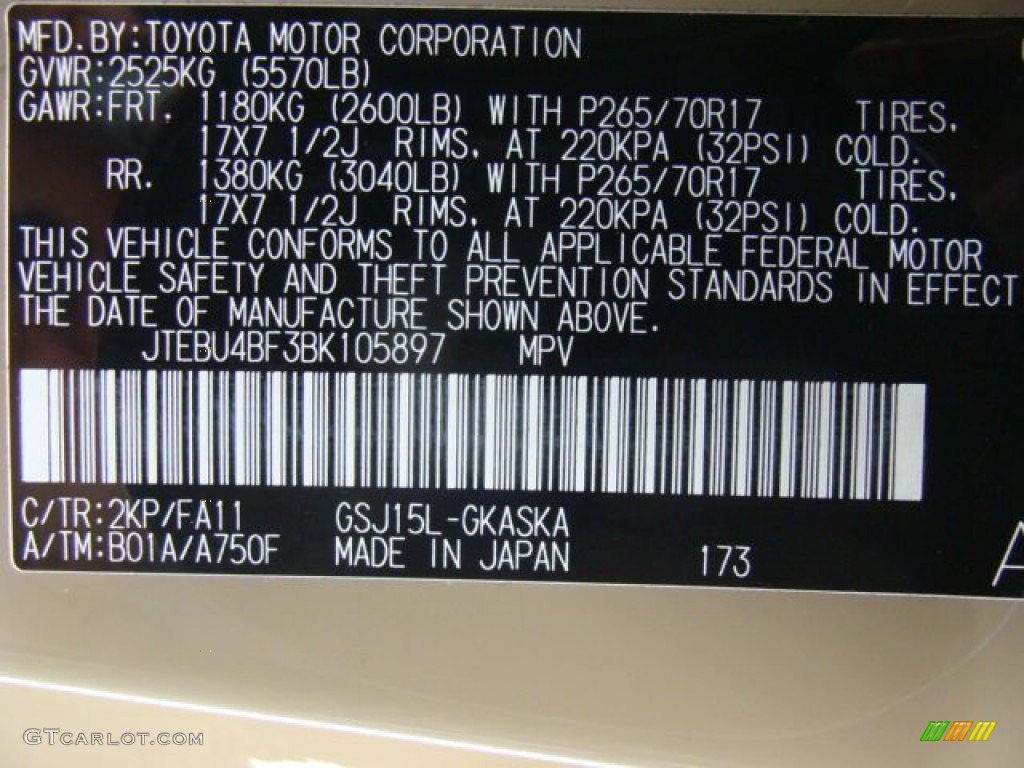 MFD.BY:TOYOTA MOTOR CORPORATION
GVWR:2525KG (5570LB)
GAWR:FRT. 1180KG (2600LB) WITH P265/70R17 TIRES.
17X7 1/2J RIMS. AT 220KPA (32PSI) COLD.
RR. 1380KG (3040LB) WITH P265/70R17 TIRES.
17X7 1/2J RIMS. AT 220KPA (32PSI) COLD.
THIS VEHICLE CONFORMS TO ALL APPLICABLE FEDERAL MOTOR
VEHICLE SAFETY AND THEFT PREVENTION STANDARDS IN EFFECT
THE DATE OF MANUFACTURE SHOWN ABOVE.
JTEBU4BF3BK105897 MPV
C/TR:2KP/FA11 GSJ15L-GKASKA
A/TM:B01A/A750F MADE IN JAPAN 173
GTCARLOT.COM